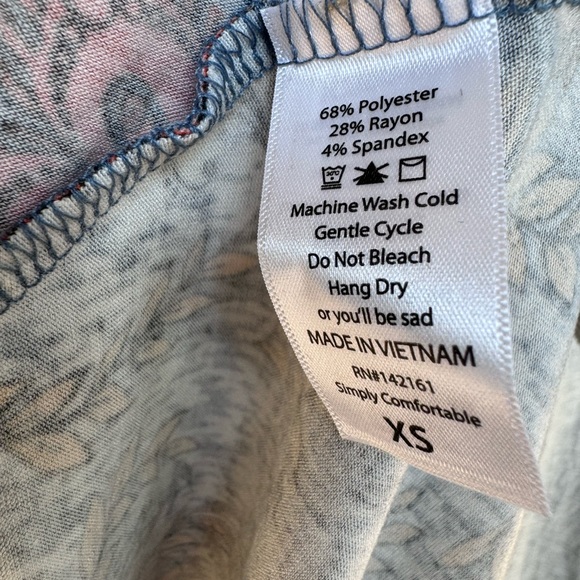 68% Polyester
28% Rayon
4% Spandex
30°C
Machine Wash Cold
Gentle Cycle
Do Not Bleach
Hang Dry
or you'll be sad
MADE IN VIETNAM
RN#142161
Simply Comfortable
XS